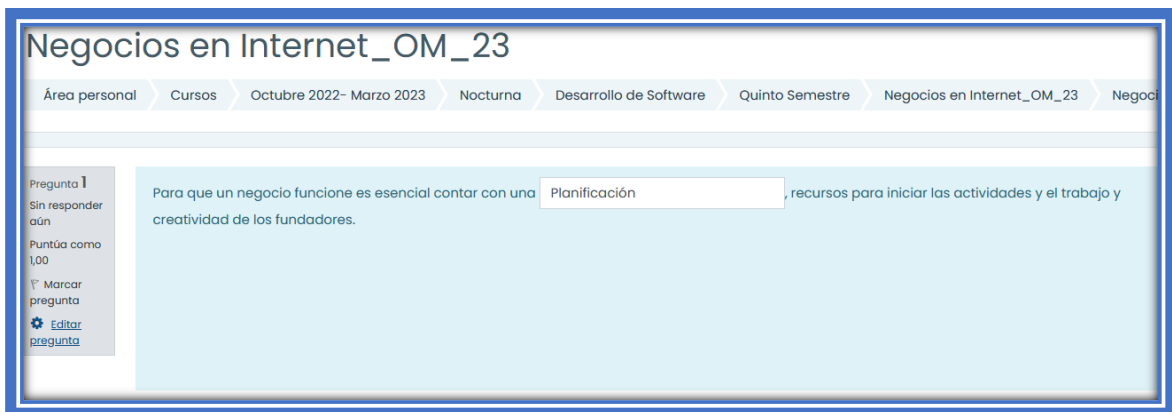 Negocios en Internet_OM_23
Área personal Cursos Octubre 2022- Marzo 2023 Nocturna Desarrollo de Software Quinto Semestre Negocios en Internet_OM_23
Pregunta 1
Sin responder
aún
Puntúa como
1,00
Marcar
pregunta
Editar
pregunta
Para que un negocio funcione es esencial contar con una Planificación , recursos para iniciar las actividades y el trabajo y
creatividad de los fundadores.